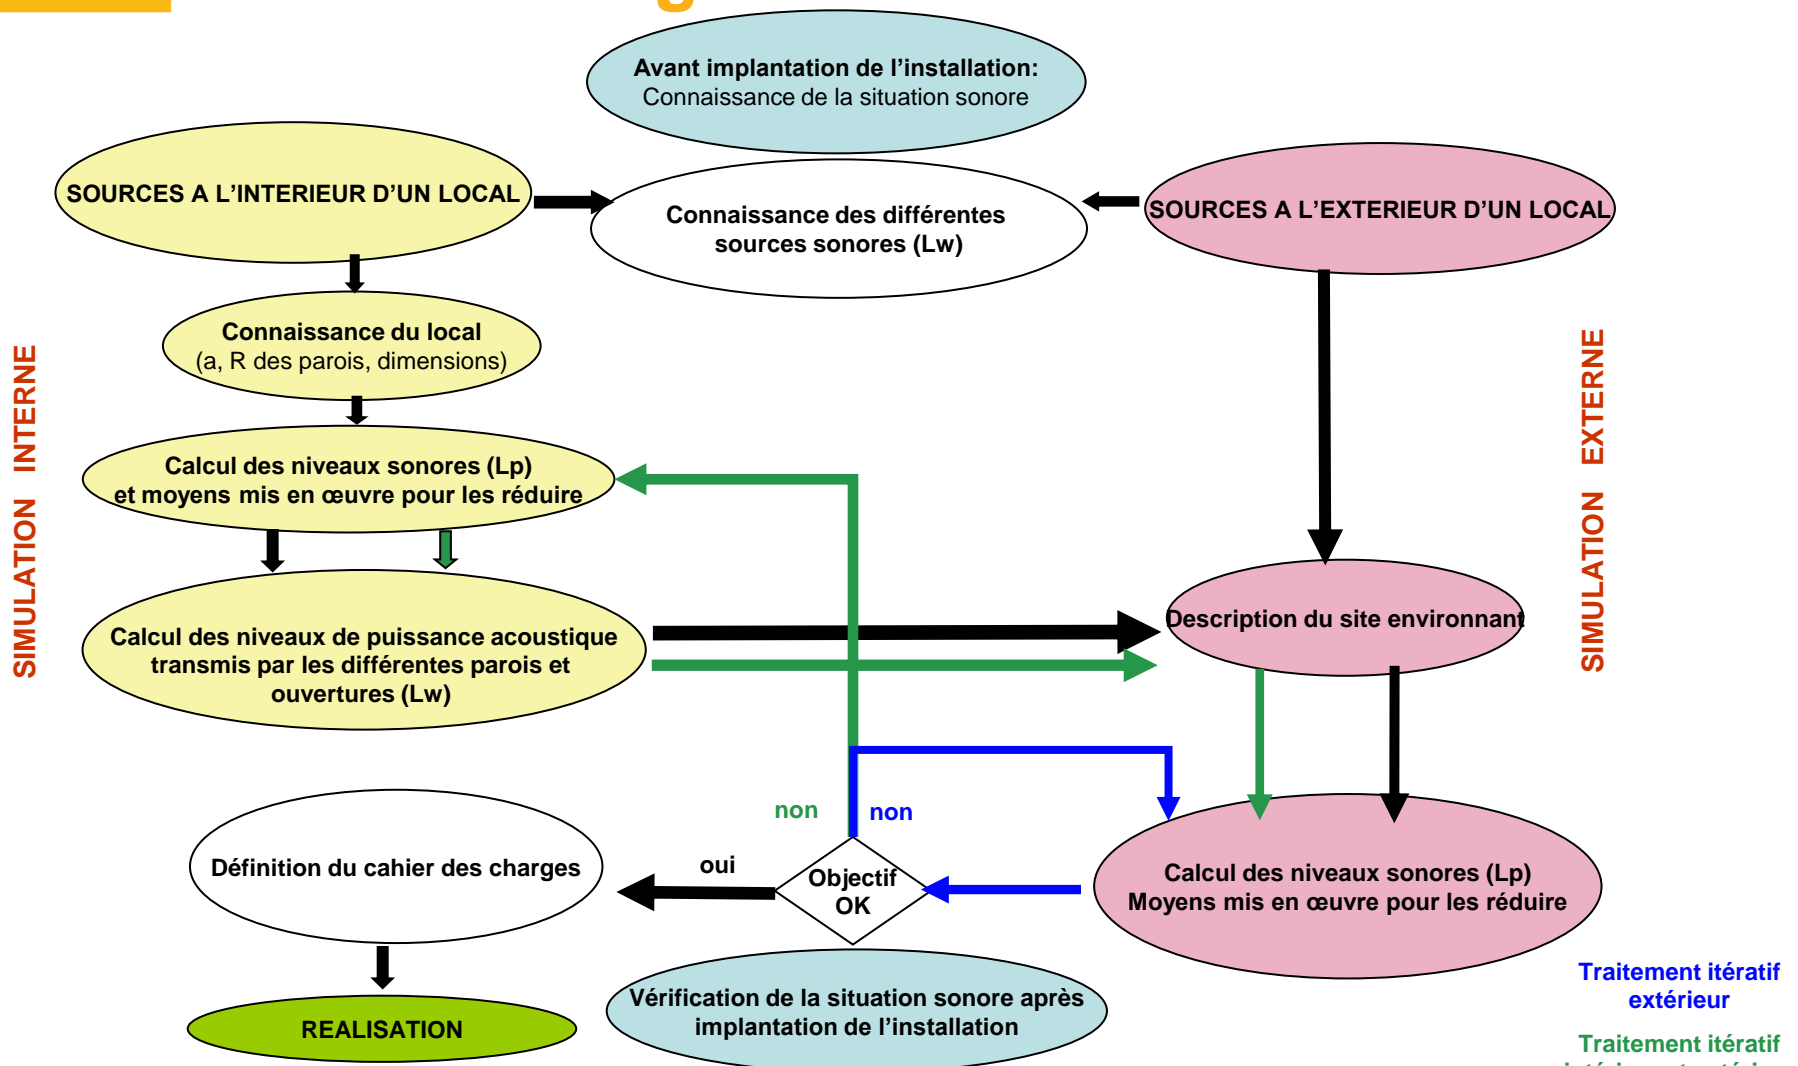 Avant implantation de l’installation:
Connaissance de la situation sonore
SOURCES A L’INTERIEUR D’UN LOCAL
Connaissance des différentes
sources sonores (Lw)
SOURCES A L’EXTERIEUR D’UN LOCAL
Connaissance du local
(a, R des parois, dimensions)
SIMULATION INTERNE
SIMULATION EXTERNE
Calcul des niveaux sonores (Lp)
et moyens mis en œuvre pour les réduire
Calcul des niveaux de puissance acoustique
transmis par les différentes parois et
ouvertures (Lw)
Description du site environnant
non
non
oui
Objectif
OK
Définition du cahier des charges
Calcul des niveaux sonores (Lp)
Moyens mis en œuvre pour les réduire
REALISATION
Vérification de la situation sonore après
implantation de l’installation
Traitement itératif
extérieur
Traitement itératif